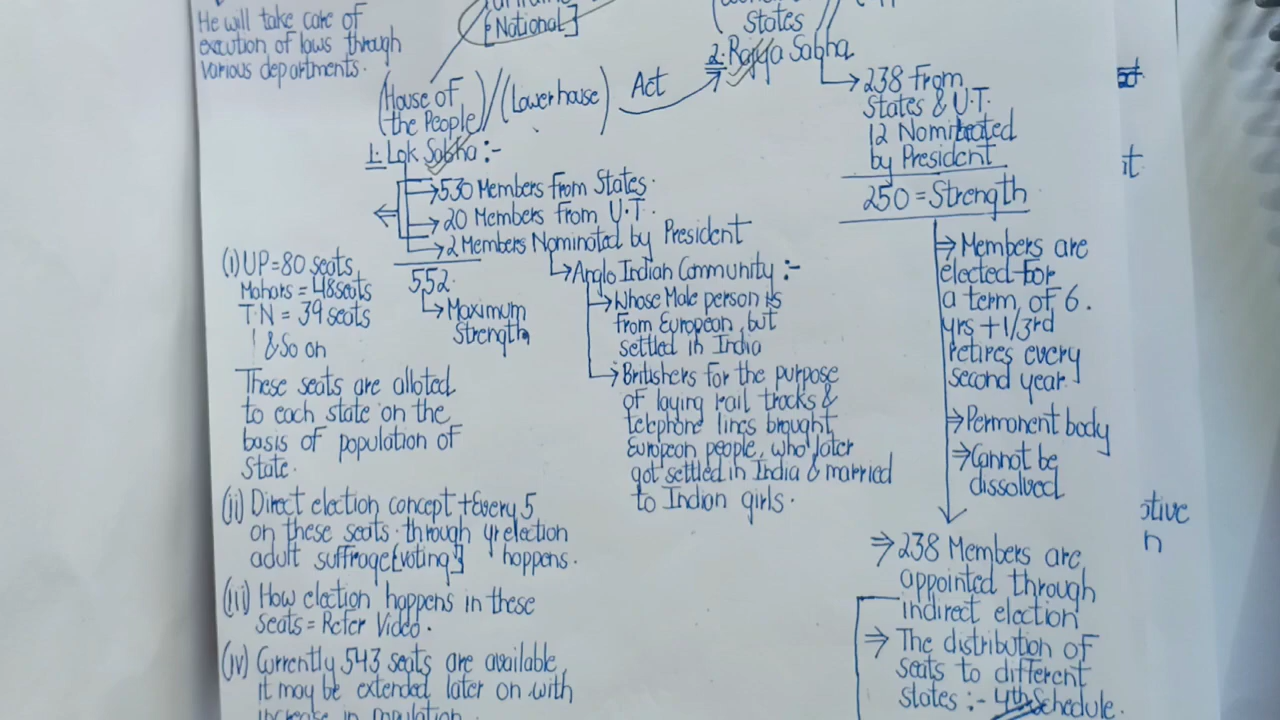 He will take care of
excution of laws through
various departments.
[National]
States
2. Rajya Sabha
(House of the People) / (Lower house) Act
238 From
States & U.T.
12 Nominated
by President
250 = Strength
1. Lok Sabha :-
530 Members from States.
20 Members from U.T.
2 Members Nominated by President
552.
Maximum
Strength
Anglo Indian Community :-
Whose Male person is
from European, but
settled in India
Britishers for the purpose
of laying rail tracks &
telephone lines brought
European people, who later
got settled in India & married
to Indian girls.
(i) UP = 80 seats
Mahars = 48 seats
T.N = 39 seats
& So on
These seats are alloted
to each state on the
basis of population of
state.
(ii) Direct election concept + Every 5
on these seats through yr election
adult suffrage [voting] happens.
(iii) How election happens in these
seats = Refer Video.
(iv) Currently 543 seats are available,
it may be extended later on with
increase in population
⇒ Members are
elected for
a term of 6
yrs + 1/3rd
retires every
second year.
⇒ Permanent body
⇒ Cannot be
dissolved
⇒ 238 Members are
appointed through
indirect election
⇒ The distribution of
seats to different
states :- 4th Schedule.